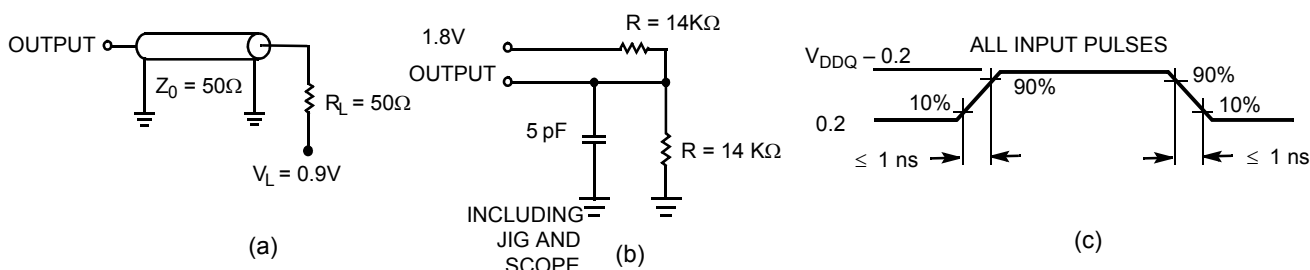 OUTPUT
Z0 = 50Ω
RL = 50Ω
VL = 0.9V
(a)
R = 14KΩ
1.8V
OUTPUT
5 pF
R = 14 KΩ
INCLUDING
JIG AND
SCOPE
(b)
ALL INPUT PULSES
VDDQ – 0.2
90%
90%
10%
10%
0.2
≤ 1 ns
≤ 1 ns
(c)